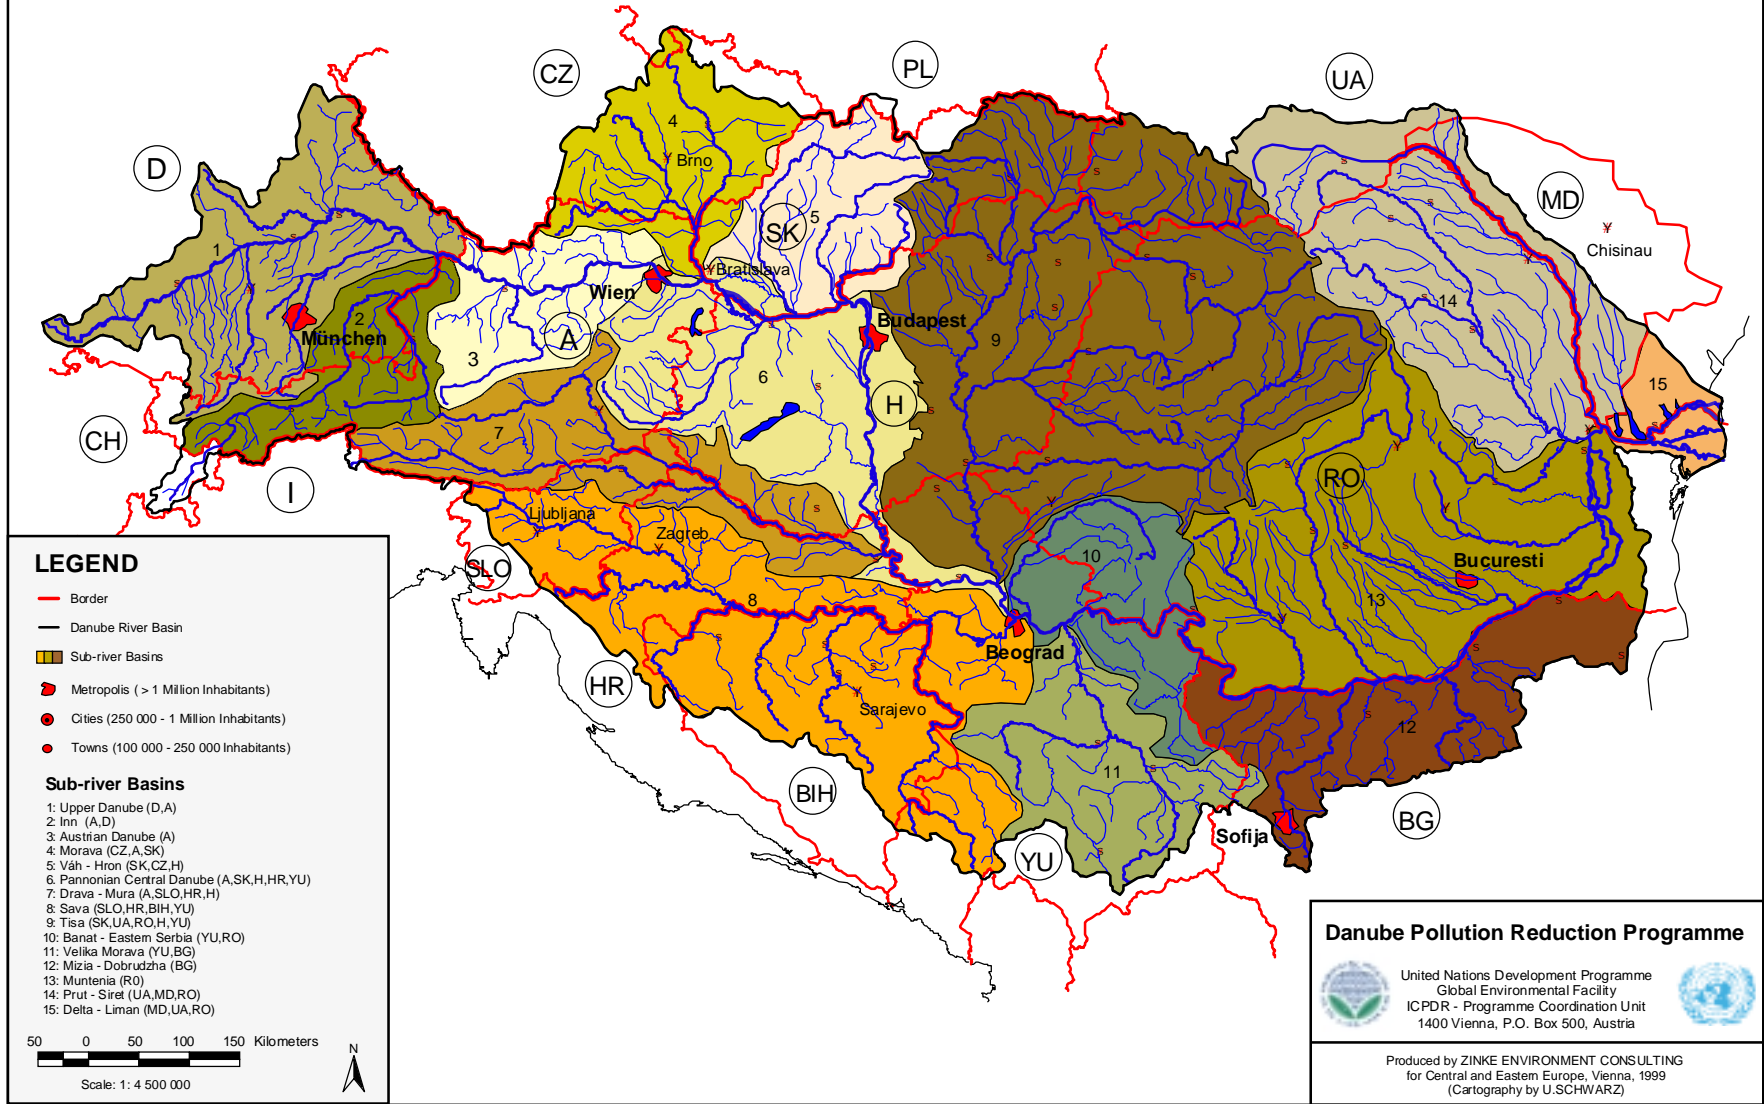 CZ
PL
UA
D
MD
SK
A
H
CH
I
RO
SLO
HR
BIH
YU
BG
1
2
3
4
5
6
7
8
9
10
11
12
13
14
15
Brno
Bratislava
Wien
München
Budapest
Chisinau
Ljubljana
Zagreb
Beograd
Sarajevo
Bucuresti
Sofija
LEGEND
Border
Danube River Basin
Sub-river Basins
Metropolis ( > 1 Million Inhabitants)
Cities (250 000 - 1 Million Inhabitants)
Towns (100 000 - 250 000 Inhabitants)
Sub-river Basins
1: Upper Danube (D,A)
2: Inn (A,D)
3: Austrian Danube (A)
4: Morava (CZ,A,SK)
5: Váh - Hron (SK,CZ,H)
6. Pannonian Central Danube (A,SK,H,HR,YU)
7: Drava - Mura (A,SLO,HR,H)
8: Sava (SLO,HR,BIH,YU)
9: Tisa (SK,UA,RO,H,YU)
10: Banat - Eastern Serbia (YU,RO)
11: Velika Morava (YU,BG)
12: Mizia - Dobrudzha (BG)
13: Muntenia (R0)
14: Prut - Siret (UA,MD,RO)
15: Delta - Liman (MD,UA,RO)
50 0 50 100 150 Kilometers
Scale: 1: 4 500 000
N
Danube Pollution Reduction Programme
United Nations Development Programme
Global Environmental Facility
ICPDR - Programme Coordination Unit
1400 Vienna, P.O. Box 500, Austria
Produced by ZINKE ENVIRONMENT CONSULTING
for Central and Eastern Europe, Vienna, 1999
(Cartography by U.SCHWARZ)